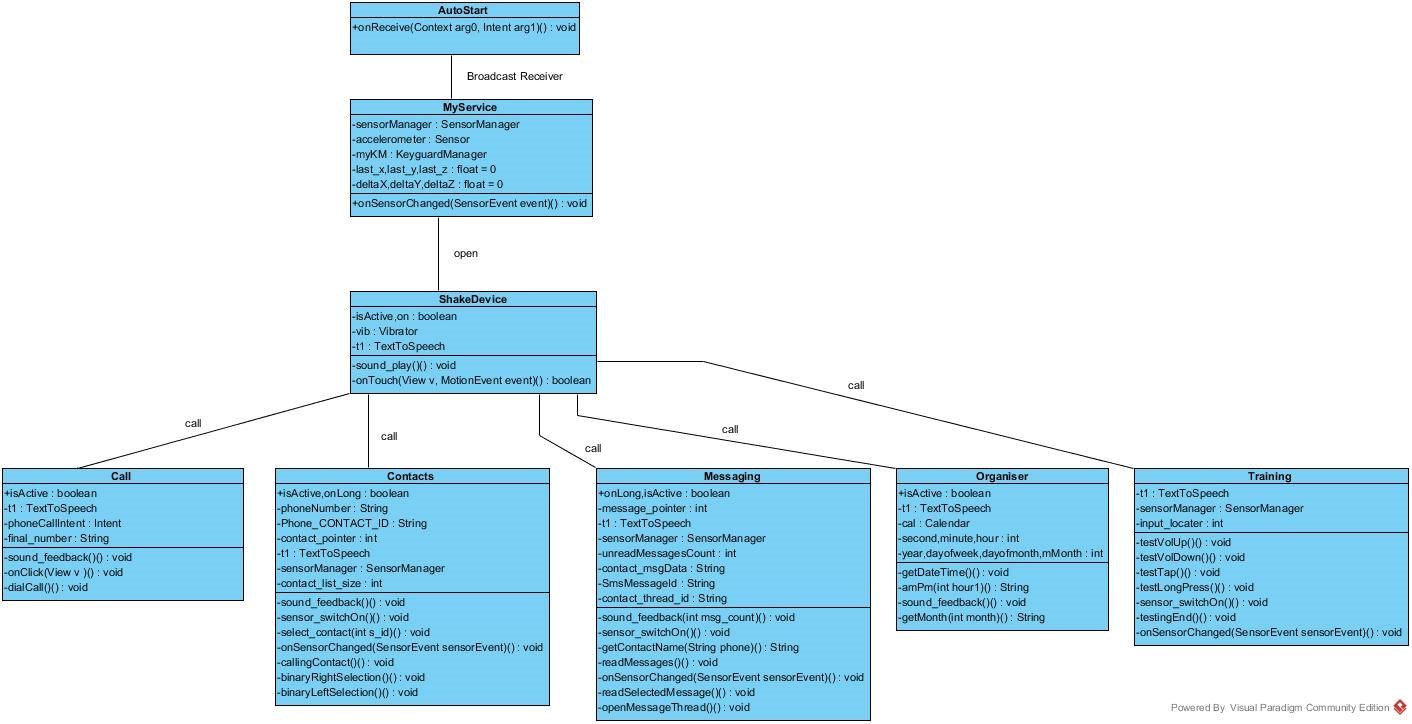 AutoStart
+onReceive(Context arg0, Intent arg1)() : void
Broadcast Receiver
MyService
-sensorManager : SensorManager
-accelerometer : Sensor
-myKM : KeyguardManager
-last_x,last_y,last_z : float = 0
-deltaX,deltaY,deltaZ : float = 0
+onSensorChanged(SensorEvent event)() : void
open
ShakeDevice
-isActive,on : boolean
-vib : Vibrator
-t1 : TextToSpeech
-sound_play()() : void
-onTouch(View v, MotionEvent event)() : boolean
call
call
call
call
call
Call
+isActive : boolean
-t1 : TextToSpeech
-phoneCallIntent : Intent
-final_number : String
-sound_feedback()() : void
-onClick(View v )() : void
-dialCall()() : void
Contacts
+isActive,onLong : boolean
-phoneNumber : String
-Phone_CONTACT_ID : String
-contact_pointer : int
-t1 : TextToSpeech
-sensorManager : SensorManager
-contact_list_size : int
-sound_feedback()() : void
-sensor_switchOn()() : void
-select_contact(int s_id)() : void
-onSensorChanged(SensorEvent sensorEvent)() : void
-callingContact()() : void
-binaryRightSelection()() : void
-binaryLeftSelection()() : void
Messaging
+onLong,isActive : boolean
-message_pointer : int
-t1 : TextToSpeech
-sensorManager : SensorManager
-unreadMessagesCount : int
-contact_msgData : String
-SmsMessageId : String
-contact_thread_id : String
-sound_feedback(int msg_count)() : void
-sensor_switchOn()() : void
-getContactName(String phone)() : String
-readMessages()() : void
-onSensorChanged(SensorEvent sensorEvent)() : void
-readSelectedMessage()() : void
-openMessageThread()() : void
Organiser
+isActive : boolean
-t1 : TextToSpeech
-cal : Calendar
-second,minute,hour : int
-year,dayofweek,dayofmonth,mMonth : int
-getDateTime()() : void
-amPm(int hour1)() : String
-sound_feedback()() : void
-getMonth(int month)() : String
Training
-t1 : TextToSpeech
-sensorManager : SensorManager
-input_locater : int
-testVolUp()() : void
-testVolDown()() : void
-testTap()() : void
-testLongPress()() : void
-sensor_switchOn()() : void
-testingEnd()() : void
-onSensorChanged(SensorEvent sensorEvent)() : void
Powered By Visual Paradigm Community Edition